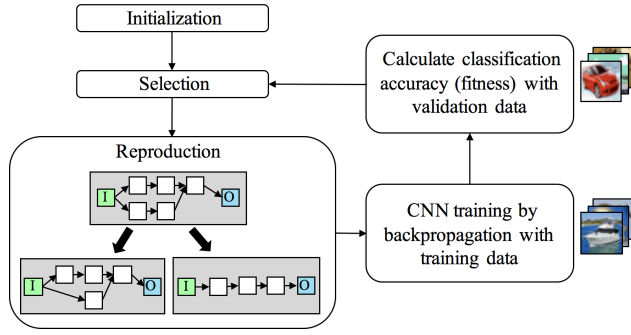 Initialization
Selection
Reproduction
I
O
I
O
I
O
Calculate classification
accuracy (fitness) with
validation data
CNN training by
backpropagation with
training data